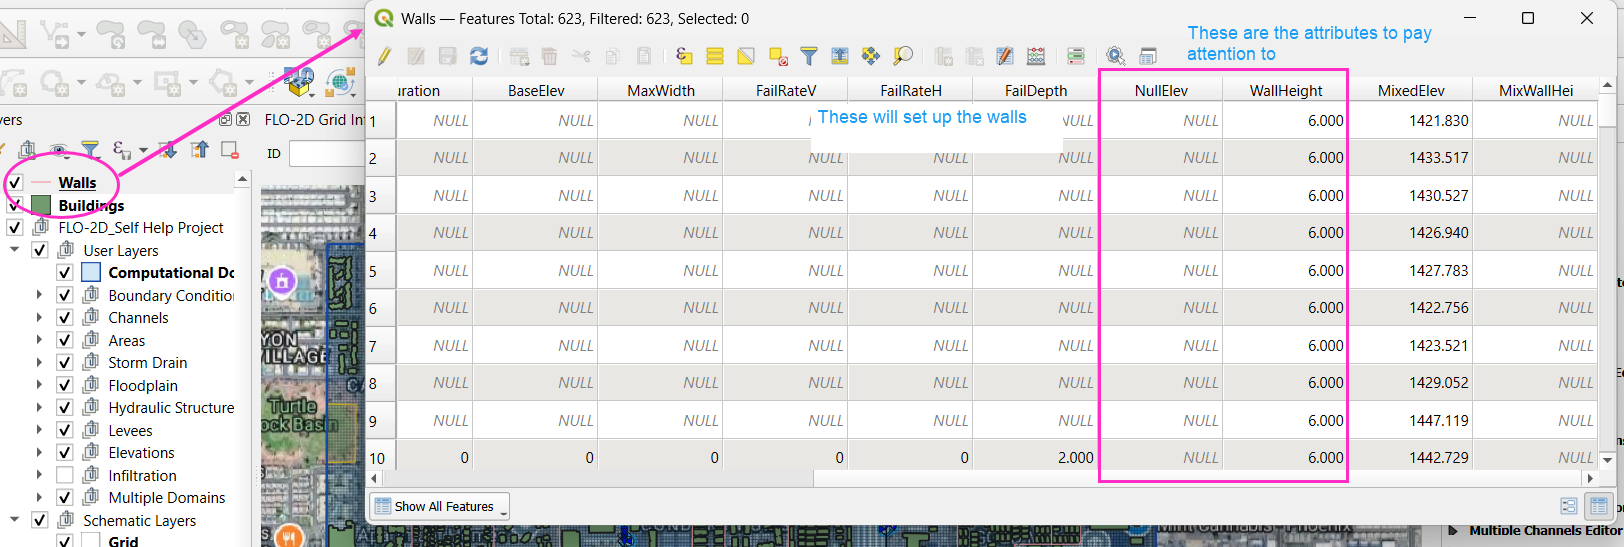 Walls — Features Total: 623, Filtered: 623, Selected: 0
These are the attributes to pay
attention to
uration BaseElev MaxWidth FailRateV FailRateH FailDepth NullElev WallHeight MixedElev MixWallHei
These will set up the walls
1 NULL NULL NULL NULL NULL NULL 6.000 1421.830 NULL
2 NULL NULL NULL NULL NULL NULL 6.000 1433.517 NULL
3 NULL NULL NULL NULL NULL NULL NULL 6.000 1430.527 NULL
4 NULL NULL NULL NULL NULL NULL NULL 6.000 1426.940 NULL
5 NULL NULL NULL NULL NULL NULL NULL 6.000 1427.783 NULL
6 NULL NULL NULL NULL NULL NULL NULL 6.000 1422.756 NULL
7 NULL NULL NULL NULL NULL NULL NULL 6.000 1423.521 NULL
8 NULL NULL NULL NULL NULL NULL NULL 6.000 1429.052 NULL
9 NULL NULL NULL NULL NULL NULL NULL 6.000 1447.119 NULL
10 0 0 0 0 0 2.000 NULL 6.000 1442.729 NULL
Show All Features
yers
FLO-2D Grid Inf
ID
Walls
Buildings
FLO-2D_Self Help Project
User Layers
Computational Do
Boundary Condition
Channels
Areas
Storm Drain
Floodplain
Hydraulic Structure
Levees
Elevations
Infiltration
Multiple Domains
Schematic Layers
Grid
YON
VILLAGE
Turtle
ock Basin
Mint Cannabis Phoenix
Multiple Channels Editor